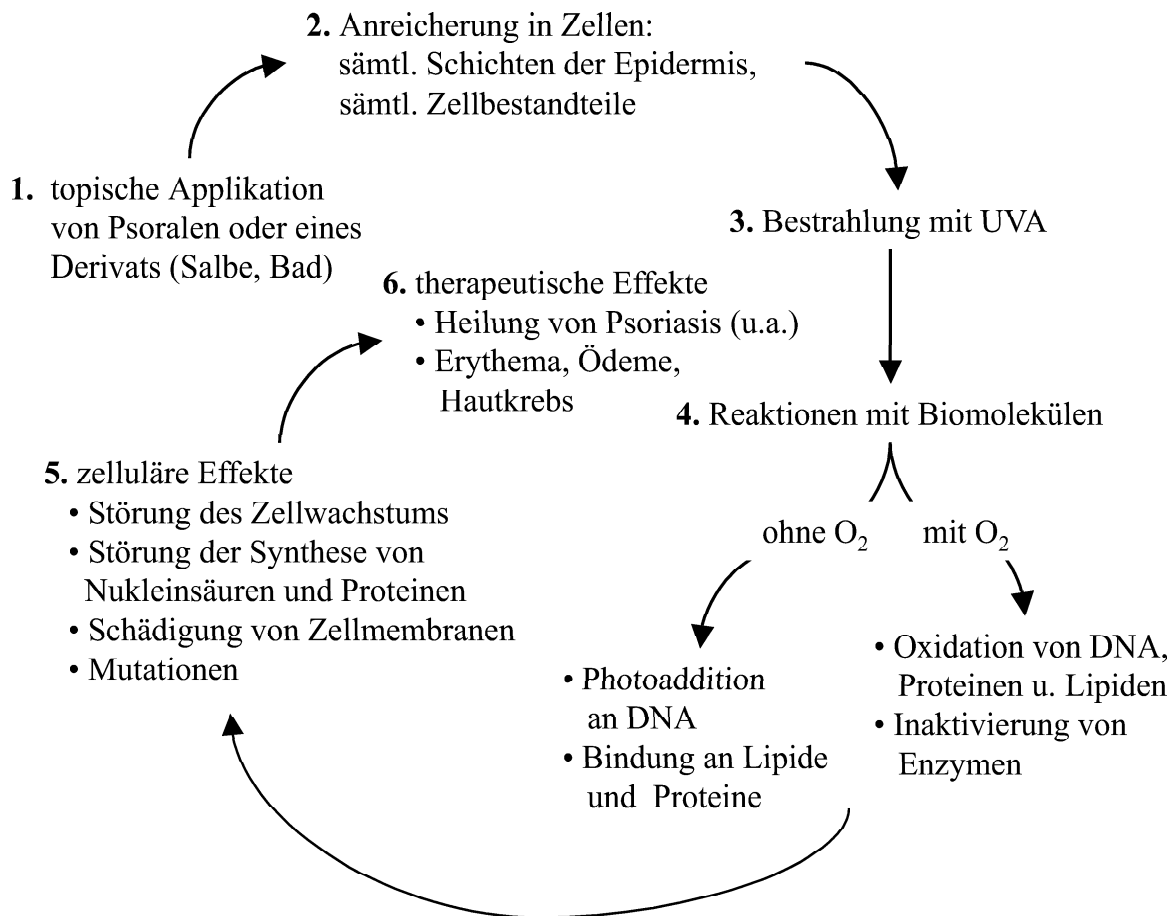 1. topische Applikation
von Psoralen oder eines
Derivats (Salbe, Bad)
2. Anreicherung in Zellen:
sämtl. Schichten der Epidermis,
sämtl. Zellbestandteile
3. Bestrahlung mit UVA
4. Reaktionen mit Biomolekülen
ohne O₂
mit O₂
• Photoaddition
an DNA
• Bindung an Lipide
und Proteine
• Oxidation von DNA,
Proteinen u. Lipiden
• Inaktivierung von
Enzymen
5. zelluläre Effekte
• Störung des Zellwachstums
• Störung der Synthese von
Nukleinsäuren und Proteinen
• Schädigung von Zellmembranen
• Mutationen
6. therapeutische Effekte
• Heilung von Psoriasis (u.a.)
• Erythema, Ödeme,
Hautkrebs